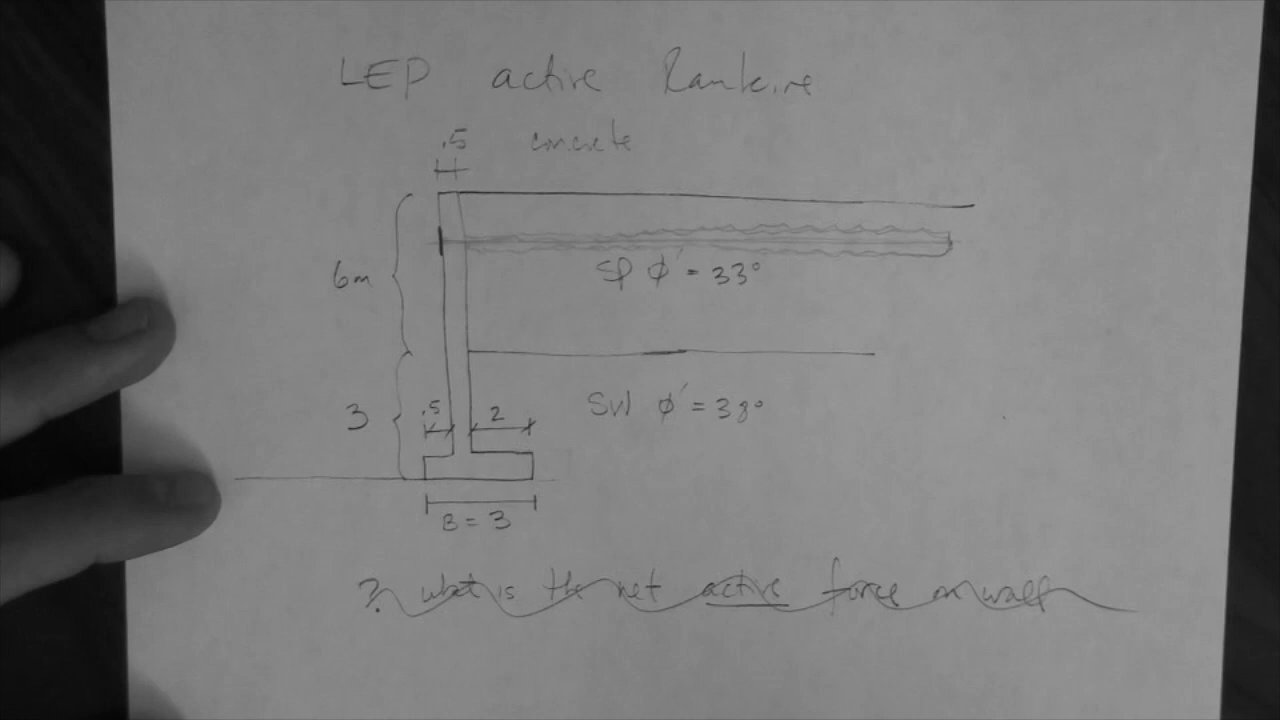 LEP active Rankine
.5 concrete
6m
SP φ' = 33°
3
.5 2
SW φ' = 38°
B = 3
? what is the net active force on wall